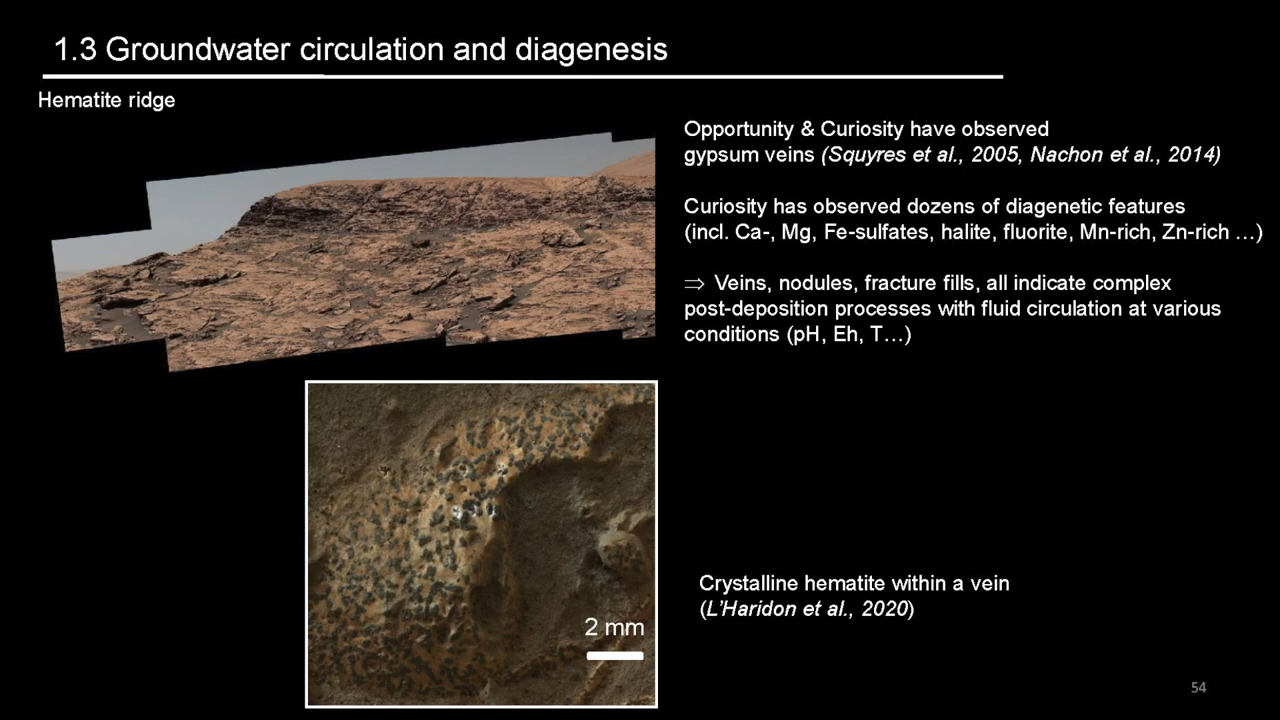 1.3 Groundwater circulation and diagenesis
Hematite ridge
Opportunity & Curiosity have observed
gypsum veins (Squyres et al., 2005, Nachon et al., 2014)
Curiosity has observed dozens of diagenetic features
(incl. Ca-, Mg, Fe-sulfates, halite, fluorite, Mn-rich, Zn-rich …)
⇒ Veins, nodules, fracture fills, all indicate complex
post-deposition processes with fluid circulation at various
conditions (pH, Eh, T…)
Crystalline hematite within a vein
(L’Haridon et al., 2020)
2 mm
54